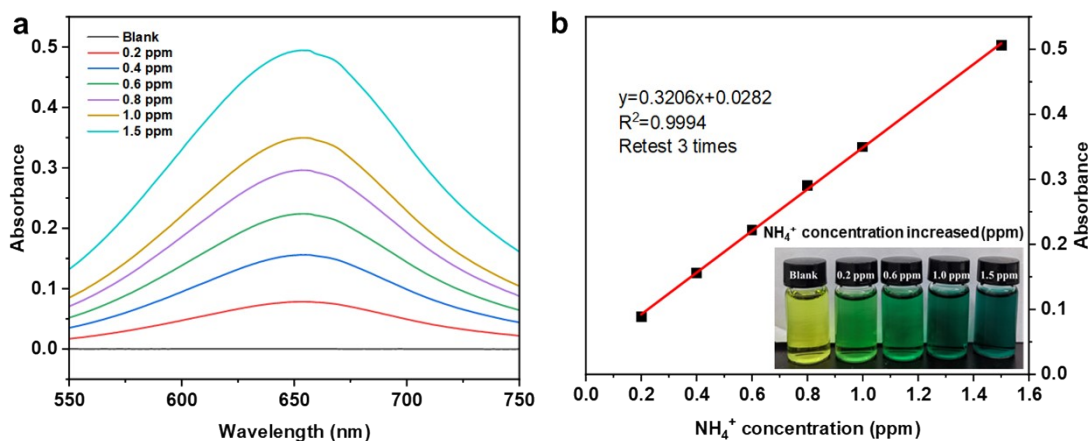 a
Blank
0.2 ppm
0.4 ppm
0.6 ppm
0.8 ppm
1.0 ppm
1.5 ppm
0.5
0.4
0.3
0.2
0.1
0.0
Absorbance
550 600 650 700 750
Wavelength (nm)
b
y=0.3206x+0.0282
R²=0.9994
Retest 3 times
NH₄⁺ concentration increased (ppm)
Blank 0.2 ppm 0.6 ppm 1.0 ppm 1.5 ppm
0.5
0.4
0.3
0.2
0.1
0.0
Absorbance
0.0 0.2 0.4 0.6 0.8 1.0 1.2 1.4 1.6
NH₄⁺ concentration (ppm)